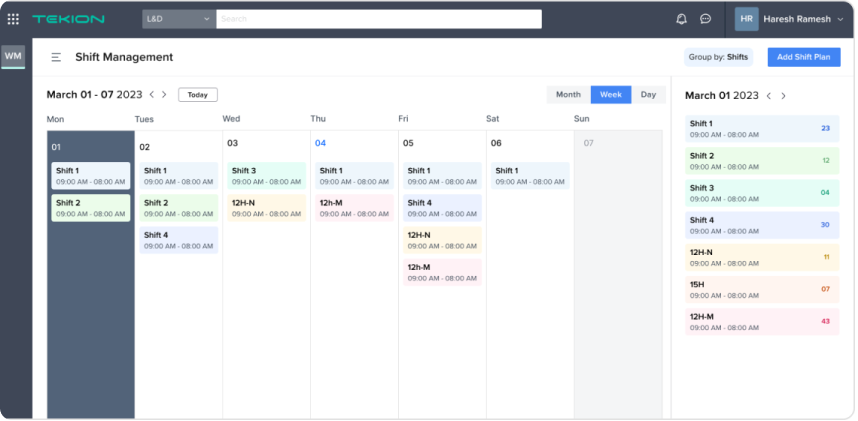 TEKION
L&D
Search
HR
Haresh Ramesh
WM
Shift Management
Group by: Shifts
Add Shift Plan
March 01 - 07 2023
Today
Month
Week
Day
Mon
Tues
Wed
Thu
Fri
Sat
Sun
01
Shift 1
09:00 AM - 08:00 AM
Shift 2
09:00 AM - 08:00 AM
02
Shift 1
09:00 AM - 08:00 AM
Shift 2
09:00 AM - 08:00 AM
Shift 4
09:00 AM - 08:00 AM
03
Shift 3
09:00 AM - 08:00 AM
12H-N
09:00 AM - 08:00 AM
04
Shift 1
09:00 AM - 08:00 AM
12h-M
09:00 AM - 08:00 AM
05
Shift 1
09:00 AM - 08:00 AM
Shift 4
09:00 AM - 08:00 AM
12H-N
09:00 AM - 08:00 AM
12h-M
09:00 AM - 08:00 AM
06
Shift 1
09:00 AM - 08:00 AM
07
March 01 2023
Shift 1
09:00 AM - 08:00 AM
23
Shift 2
09:00 AM - 08:00 AM
12
Shift 3
09:00 AM - 08:00 AM
04
Shift 4
09:00 AM - 08:00 AM
30
12H-N
09:00 AM - 08:00 AM
11
15H
09:00 AM - 08:00 AM
07
12H-M
09:00 AM - 08:00 AM
43